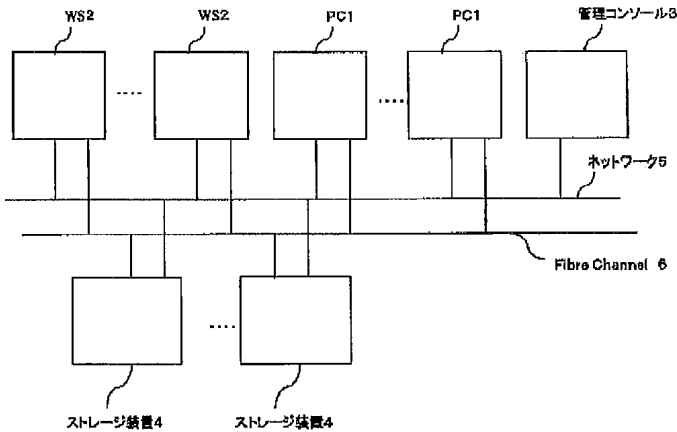 WS2
WS2
PC1
PC1
管理コンソール3
ネットワーク5
Fibre Channel 6
ストレージ装置4
ストレージ装置4